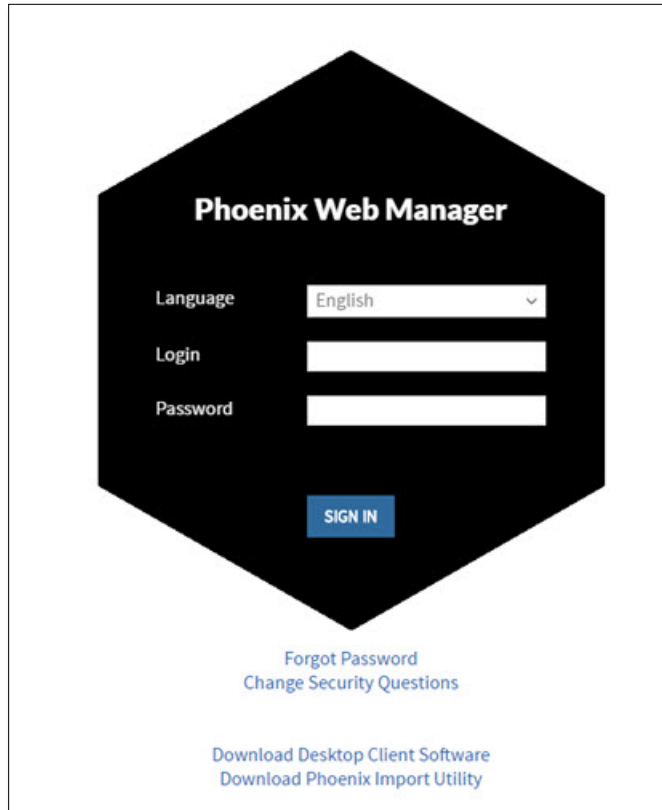 Phoenix Web Manager
Language English
Login
Password
SIGN IN
Forgot Password
Change Security Questions
Download Desktop Client Software
Download Phoenix Import Utility